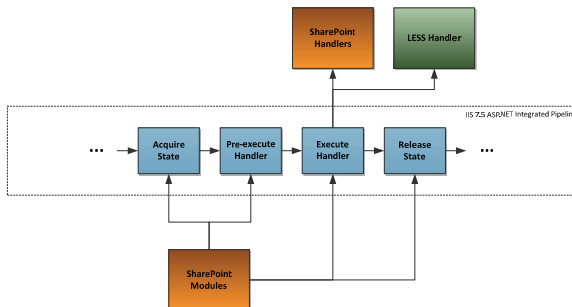 SharePoint
Handlers
LESS Handler
IIS 7.5 ASP.NET Integrated Pipelin
...
Acquire
State
Pre-execute
Handler
Execute
Handler
Release
State
...
SharePoint
Modules